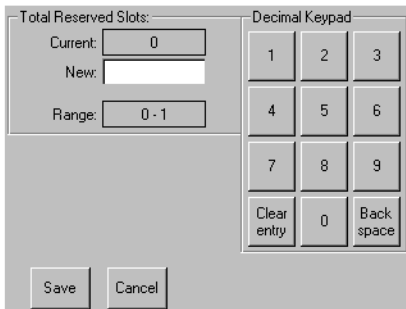 Total Reserved Slots:
Current: 0
New:
Range: 0 - 1
Decimal Keypad
1 2 3
4 5 6
7 8 9
Clear entry 0 Back space
Save Cancel